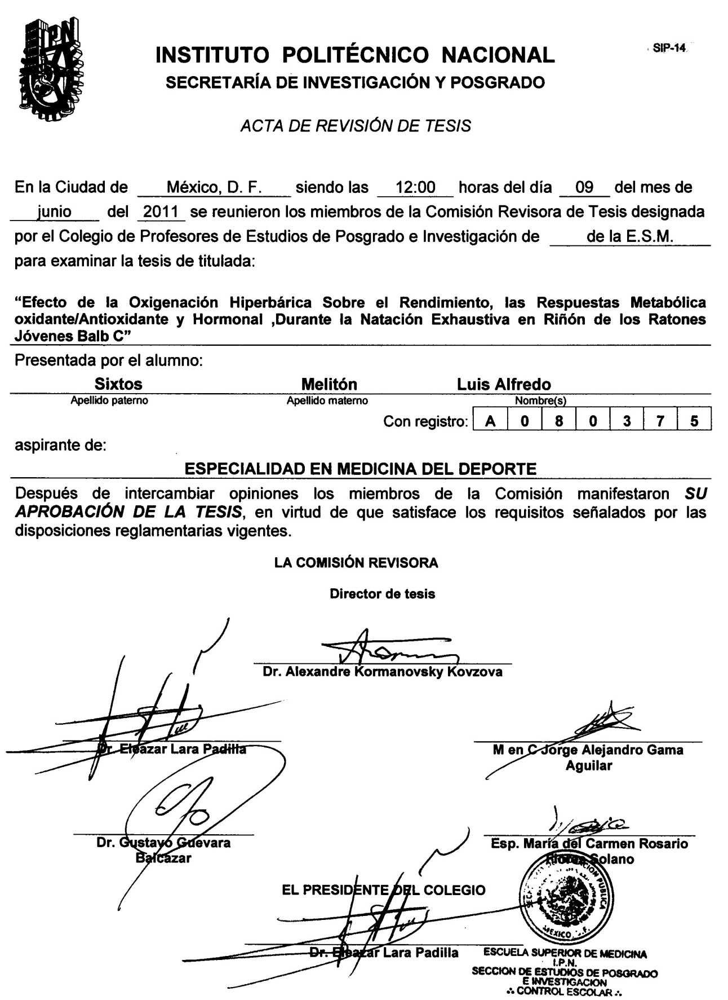 IPN
INSTITUTO POLITÉCNICO NACIONAL
SIP-14
SECRETARÍA DE INVESTIGACIÓN Y POSGRADO
ACTA DE REVISIÓN DE TESIS
En la Ciudad de México, D. F. siendo las 12:00 horas del día 09 del mes de
junio del 2011 se reunieron los miembros de la Comisión Revisora de Tesis designada
por el Colegio de Profesores de Estudios de Posgrado e Investigación de de la E.S.M.
para examinar la tesis de titulada:
“Efecto de la Oxigenación Hiperbárica Sobre el Rendimiento, las Respuestas Metabólica
oxidante/Antioxidante y Hormonal ,Durante la Natación Exhaustiva en Riñón de los Ratones
Jóvenes Balb C”
Presentada por el alumno:
Sixtos Melitón Luis Alfredo
Apellido paterno Apellido materno Nombre(s)
Con registro: A 0 8 0 3 7 5
aspirante de:
ESPECIALIDAD EN MEDICINA DEL DEPORTE
Después de intercambiar opiniones los miembros de la Comisión manifestaron SU
APROBACIÓN DE LA TESIS, en virtud de que satisface los requisitos señalados por las
disposiciones reglamentarias vigentes.
LA COMISIÓN REVISORA
Director de tesis
Dr. Alexandre Kormanovsky Kovzova
Dr. Eleazar Lara Padilla
M en C Jorge Alejandro Gama
Aguilar
Dr. Gustavo Guevara
Balcazar
Esp. María del Carmen Rosario
Flores Solano
EL PRESIDENTE DEL COLEGIO
Dr. Eleazar Lara Padilla
MEXICO, D.F.
ESCUELA SUPERIOR DE MEDICINA
I.P.N.
SECCION DE ESTUDIOS DE POSGRADO
E INVESTIGACION
∴ CONTROL ESCOLAR ∴